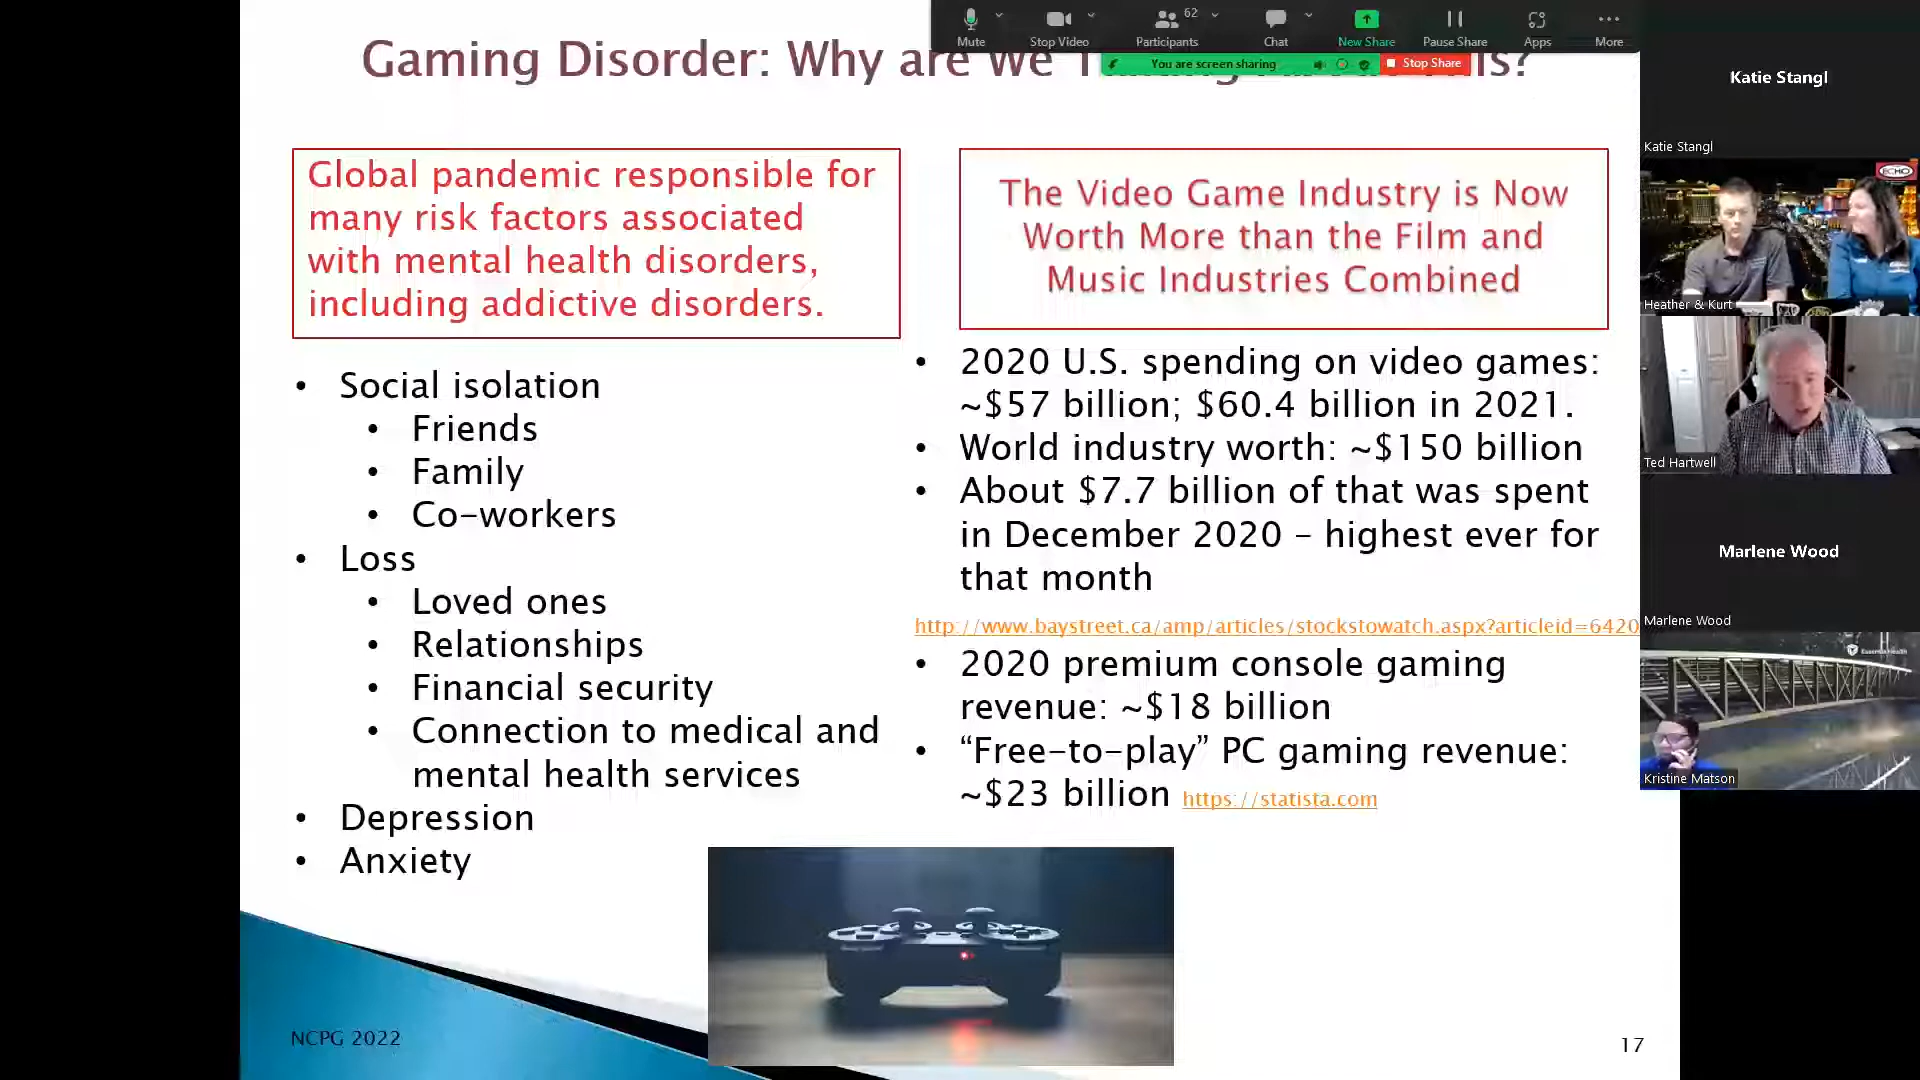 Mute
Stop Video
62
Participants
Chat
New Share
Pause Share
Apps
More
You are screen sharing
Stop Share
Gaming Disorder: Why are We
Global pandemic responsible for
many risk factors associated
with mental health disorders,
including addictive disorders.
• Social isolation
• Friends
• Family
• Co-workers
• Loss
• Loved ones
• Relationships
• Financial security
• Connection to medical and
mental health services
• Depression
• Anxiety
The Video Game Industry is Now
Worth More than the Film and
Music Industries Combined
• 2020 U.S. spending on video games:
~$57 billion; $60.4 billion in 2021.
• World industry worth: ~$150 billion
• About $7.7 billion of that was spent
in December 2020 – highest ever for
that month
http://www.baystreet.ca/amp/articles/stockstowatch.aspx?articleid=6420
• 2020 premium console gaming
revenue: ~$18 billion
• “Free-to-play” PC gaming revenue:
~$23 billion https://statista.com
NCPG 2022
17
Katie Stangl
Katie Stangl
ECHO
Heather & Kurt
Ted Hartwell
Marlene Wood
Marlene Wood
Kristine Matson